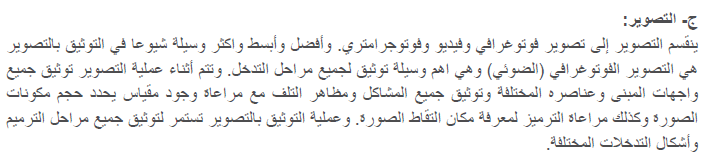 ج- التصوير:
ينقسم التصوير إلى تصوير فوتوغرافي وفيديو وفوتوجرامتري. وأفضل وأبسط واكثر وسيلة شيوعا في التوثيق بالتصوير
هي التصوير الفوتوغرافي (الضوئي) وهي اهم وسيلة توثيق لجميع مراحل التدخل. وتتم أثناء عملية التصوير توثيق جميع
واجهات المبنى وعناصره المختلفة وتوثيق جميع المشاكل ومظاهر التلف مع مراعاة وجود مقياس يحدد حجم مكونات
الصورة وكذلك مراعاة الترميز لمعرفة مكان التقاط الصورة. وعملية التوثيق بالتصوير تستمر لتوثيق جميع مراحل الترميم
وأشكال التدخلات المختلفة.